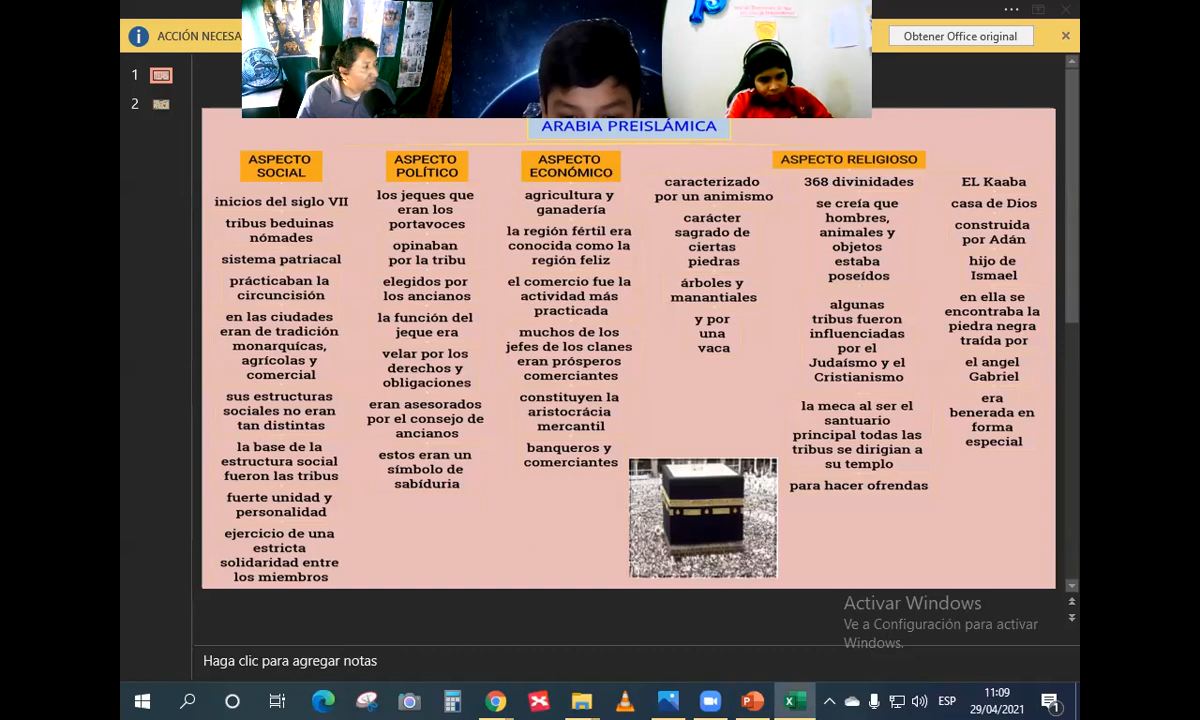 ACCIÓN NECESA
Obtener Office original
1
2
ARABIA PREISLÁMICA
ASPECTO
SOCIAL
inicios del siglo VII
tribus beduinas
nómades
sistema patriacal
prácticaban la
circuncisión
en las ciudades
eran de tradición
monarquícas,
agrícolas y
comercial
sus estructuras
sociales no eran
tan distintas
la base de la
estructura social
fueron las tribus
fuerte unidad y
personalidad
ejercicio de una
estricta
solidaridad entre
los miembros
ASPECTO
POLÍTICO
los jeques que
eran los
portavoces
opinaban
por la tribu
elegidos por
los ancianos
la función del
jeque era
velar por los
derechos y
obligaciones
eran asesorados
por el consejo de
ancianos
estos eran un
símbolo de
sabíduria
ASPECTO
ECONÓMICO
agricultura y
ganadería
la región fértil era
conocida como la
región feliz
el comercio fue la
actividad más
practicada
muchos de los
jefes de los clanes
eran prósperos
comerciantes
constituyen la
aristocrácia
mercantil
banqueros y
comerciantes
ASPECTO RELIGIOSO
caracterizado
por un animismo
carácter
sagrado de
ciertas
piedras
árboles y
manantiales
y por
una
vaca
368 divinidades
se creía que
hombres,
animales y
objetos
estaba
poseídos
algunas
tribus fueron
influenciadas
por el
Judaísmo y el
Cristianismo
la meca al ser el
santuario
principal todas las
tribus se dirigian a
su templo
para hacer ofrendas
EL Kaaba
casa de Dios
construida
por Adán
hijo de
Ismael
en ella se
encontraba la
piedra negra
traída por
el angel
Gabriel
era
benerada en
forma
especial
Activar Windows
Ve a Configuración para activar
Windows.
Haga clic para agregar notas
ESP
11:09
29/04/2021
1